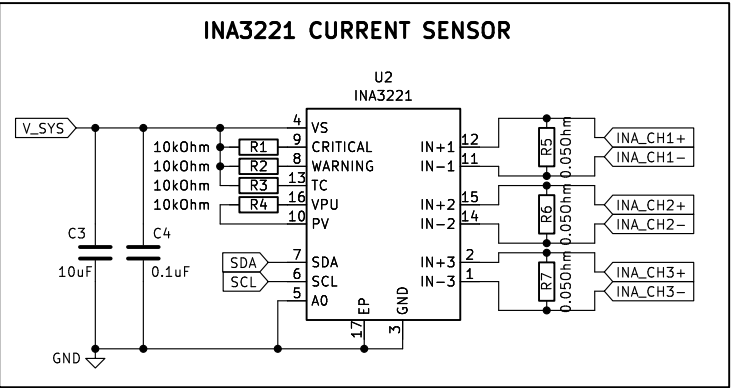 INA3221 CURRENT SENSOR
U2
INA3221
V_SYS
4 VS
10kOhm R1 9 CRITICAL
10kOhm R2 8 WARNING
10kOhm R3 13 TC
10kOhm R4 16 VPU
10 PV
SDA 7 SDA
SCL 6 SCL
5 A0
17 EP
3 GND
IN+1 12
IN-1 11
R5 0.05Ohm
INA_CH1+
INA_CH1-
IN+2 15
IN-2 14
R6 0.05Ohm
INA_CH2+
INA_CH2-
IN+3 2
IN-3 1
R7 0.05Ohm
INA_CH3+
INA_CH3-
C3
10uF
C4
0.1uF
GND